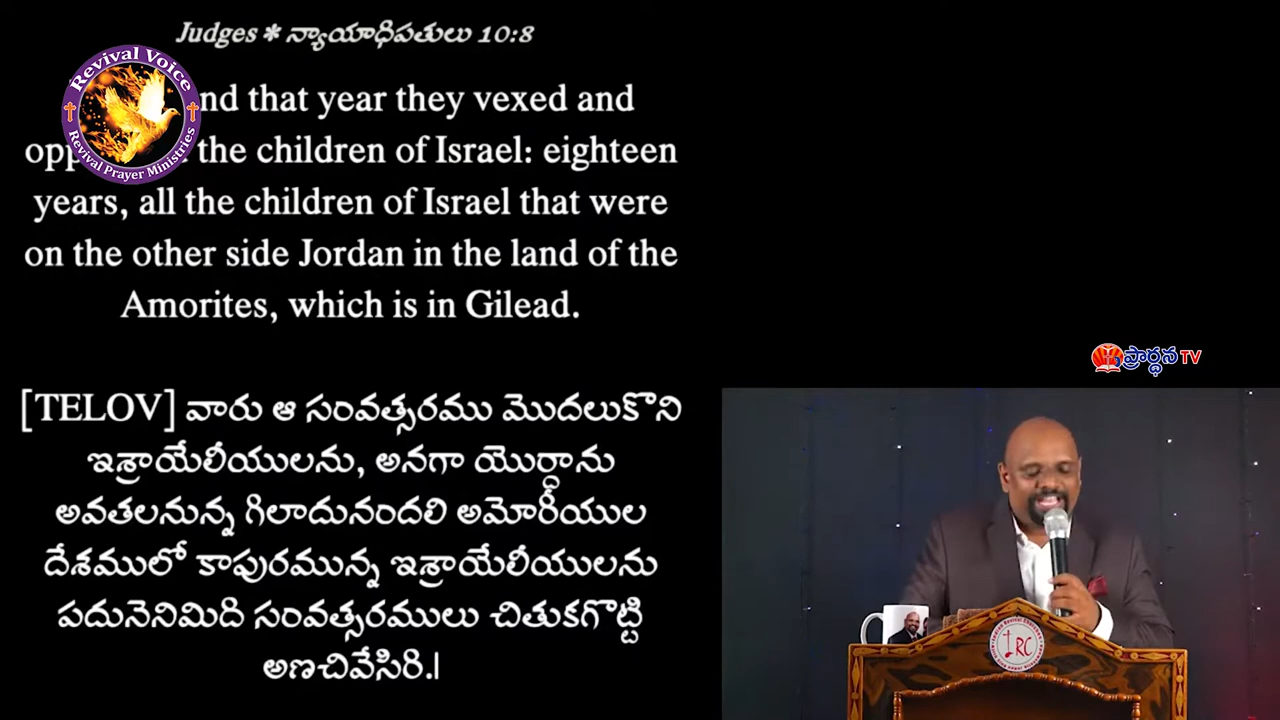 Judges * న్యాయాధిపతులు 10:8
nd that year they vexed and
opp the children of Israel: eighteen
years, all the children of Israel that were
on the other side Jordan in the land of the
Amorites, which is in Gilead.
[TELOV] వారు ఆ సంవత్సరము మొదలుకొని
ఇశ్రాయేలీయులను, అనగా యొర్దాను
అవతలనున్న గిలాదునందలి అమోరీయుల
దేశములో కాపురమున్న ఇశ్రాయేలీయులను
పదునెనిమిది సంవత్సరములు చితుకగొట్టి
అణచివేసిరి.|
Revival Voice
Revival Prayer Ministries
ప్రార్థన TV
IRC